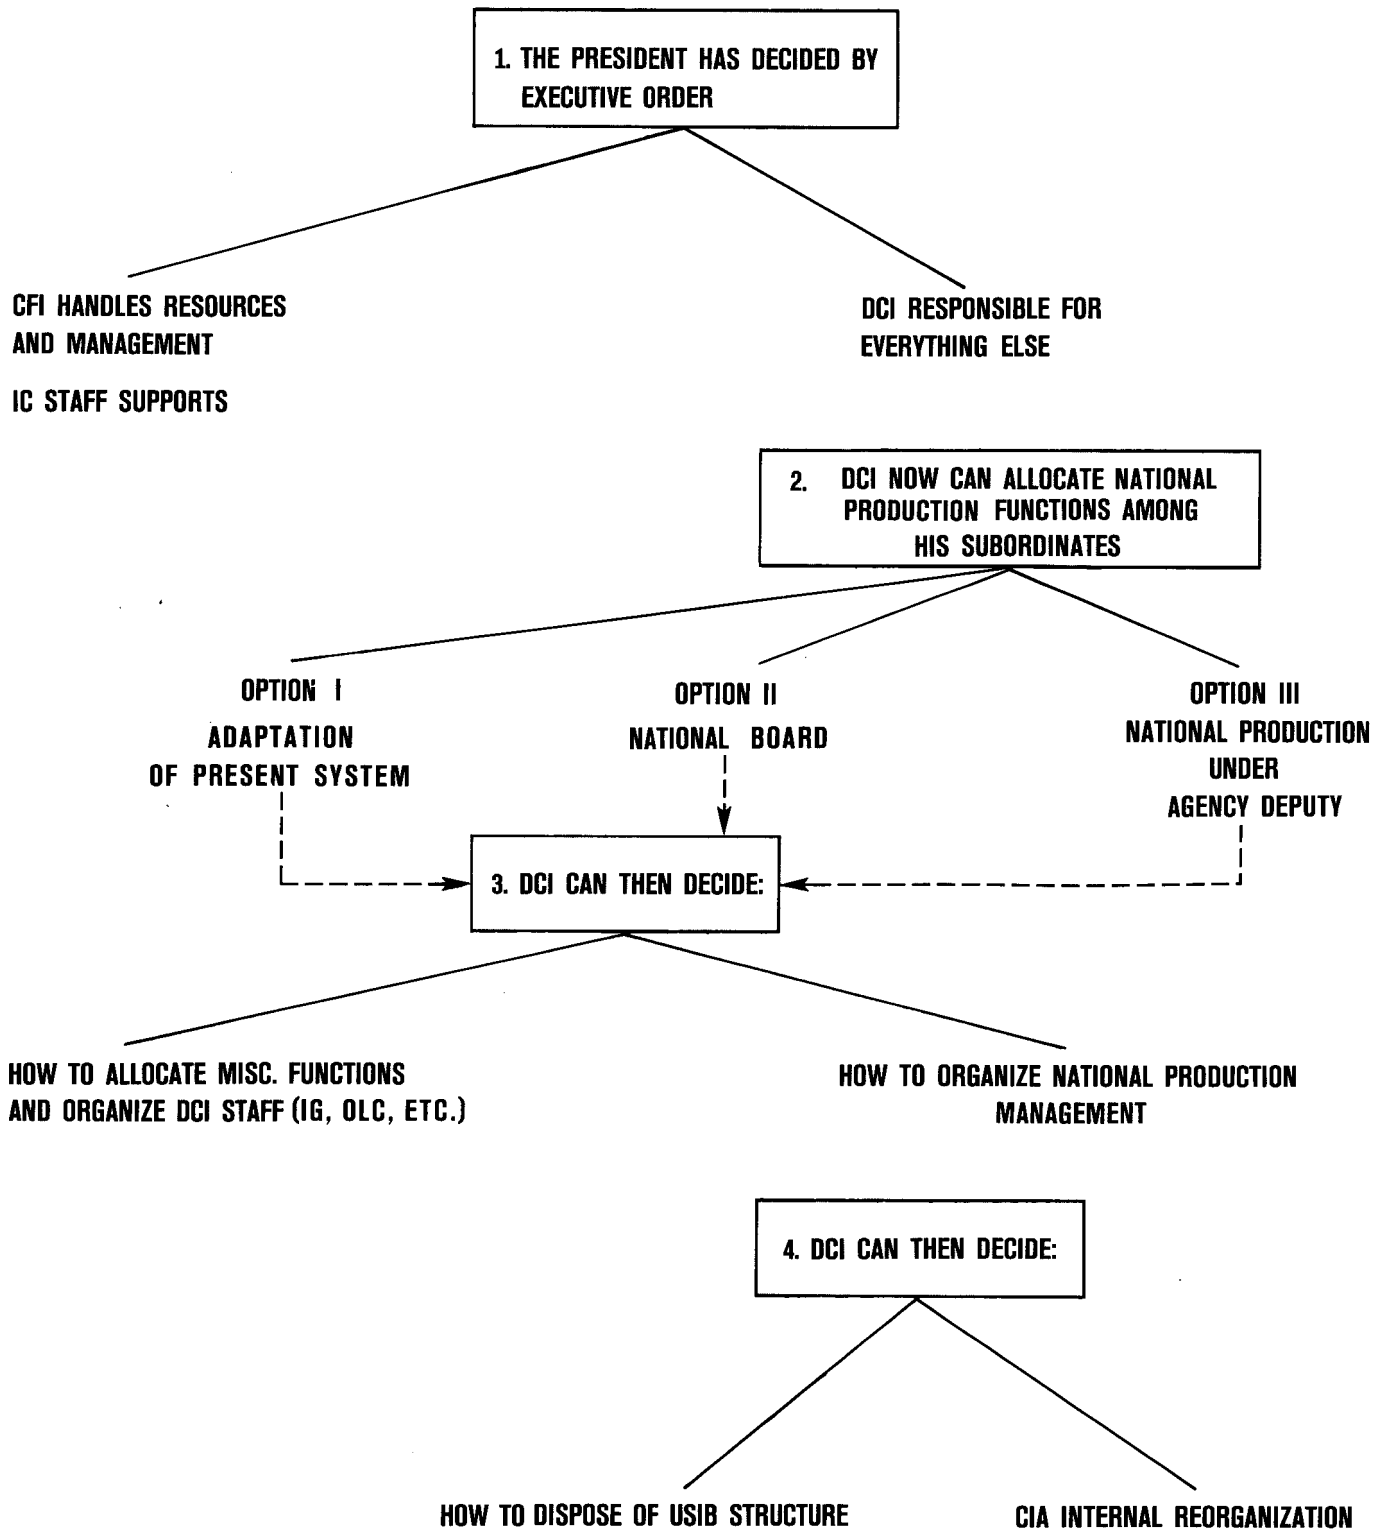 1. THE PRESIDENT HAS DECIDED BY
EXECUTIVE ORDER
CFI HANDLES RESOURCES
AND MANAGEMENT
IC STAFF SUPPORTS
DCI RESPONSIBLE FOR
EVERYTHING ELSE
2. DCI NOW CAN ALLOCATE NATIONAL
PRODUCTION FUNCTIONS AMONG
HIS SUBORDINATES
OPTION I
ADAPTATION
OF PRESENT SYSTEM
OPTION II
NATIONAL BOARD
OPTION III
NATIONAL PRODUCTION
UNDER
AGENCY DEPUTY
3. DCI CAN THEN DECIDE:
HOW TO ALLOCATE MISC. FUNCTIONS
AND ORGANIZE DCI STAFF (IG, OLC, ETC.)
HOW TO ORGANIZE NATIONAL PRODUCTION
MANAGEMENT
4. DCI CAN THEN DECIDE:
HOW TO DISPOSE OF USIB STRUCTURE
CIA INTERNAL REORGANIZATION